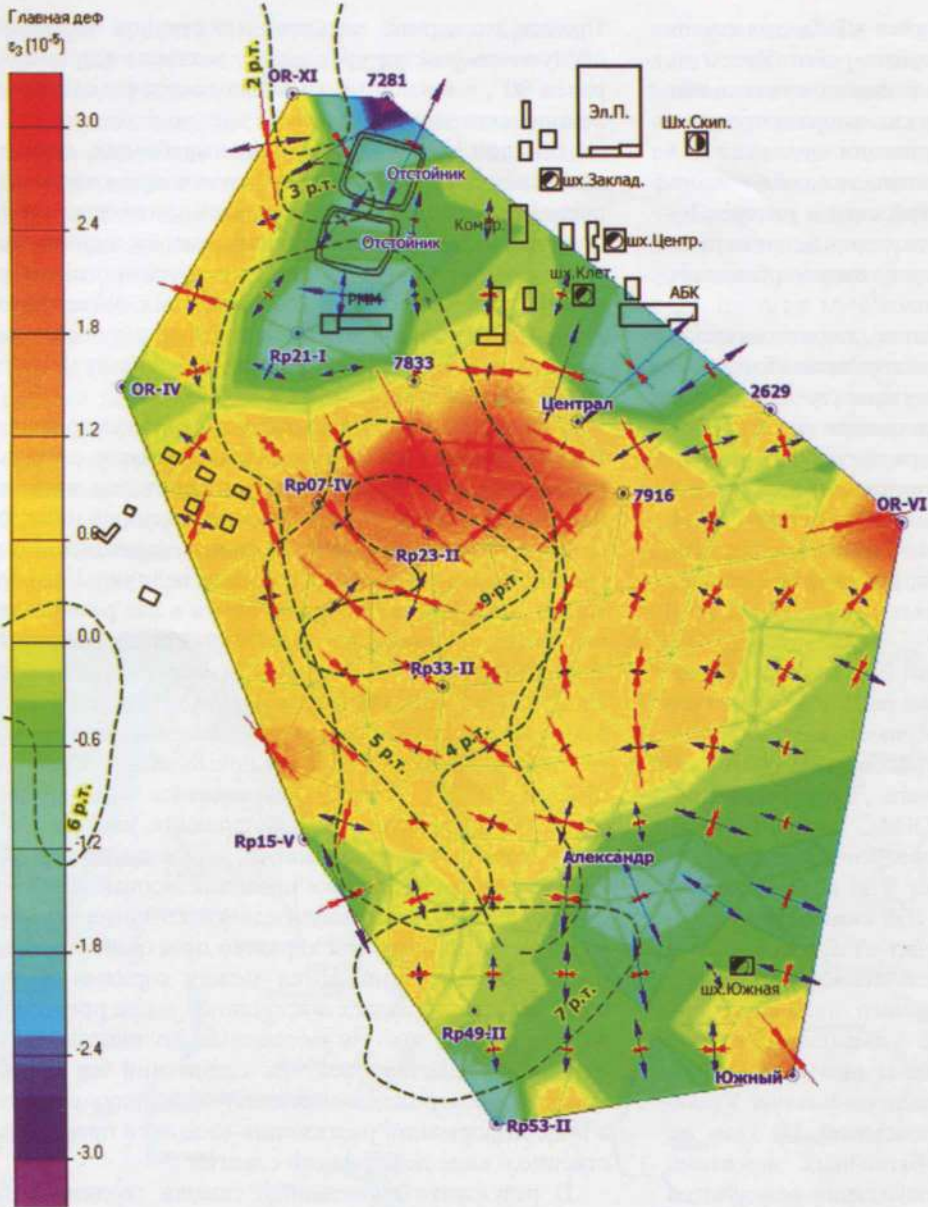 Главная деф
ε₃ [10⁻⁵]
3.0
2.4
1.8
1.2
0.6
0.0
-0.6
-1.2
-1.8
-2.4
-3.0
2 р.т.
OR-XI
7281
Эл.П.
Шх.Скип.
3 р.т.
Отстойник
шх.Заклад.
Отстойник
Компр.
шх.Центр.
шх.Клет.
РММ
АБК
Rp21-I
7833
OR-IV
2629
Централ
Rp07-IV
7916
OR-VI
Rp23-II
9 р.т.
Rp33-II
5 р.т.
4 р.т.
6 р.т.
Rp15-V
Александр
шх.Южная
7 р.т.
Rp49-II
Южный
Rp53-II